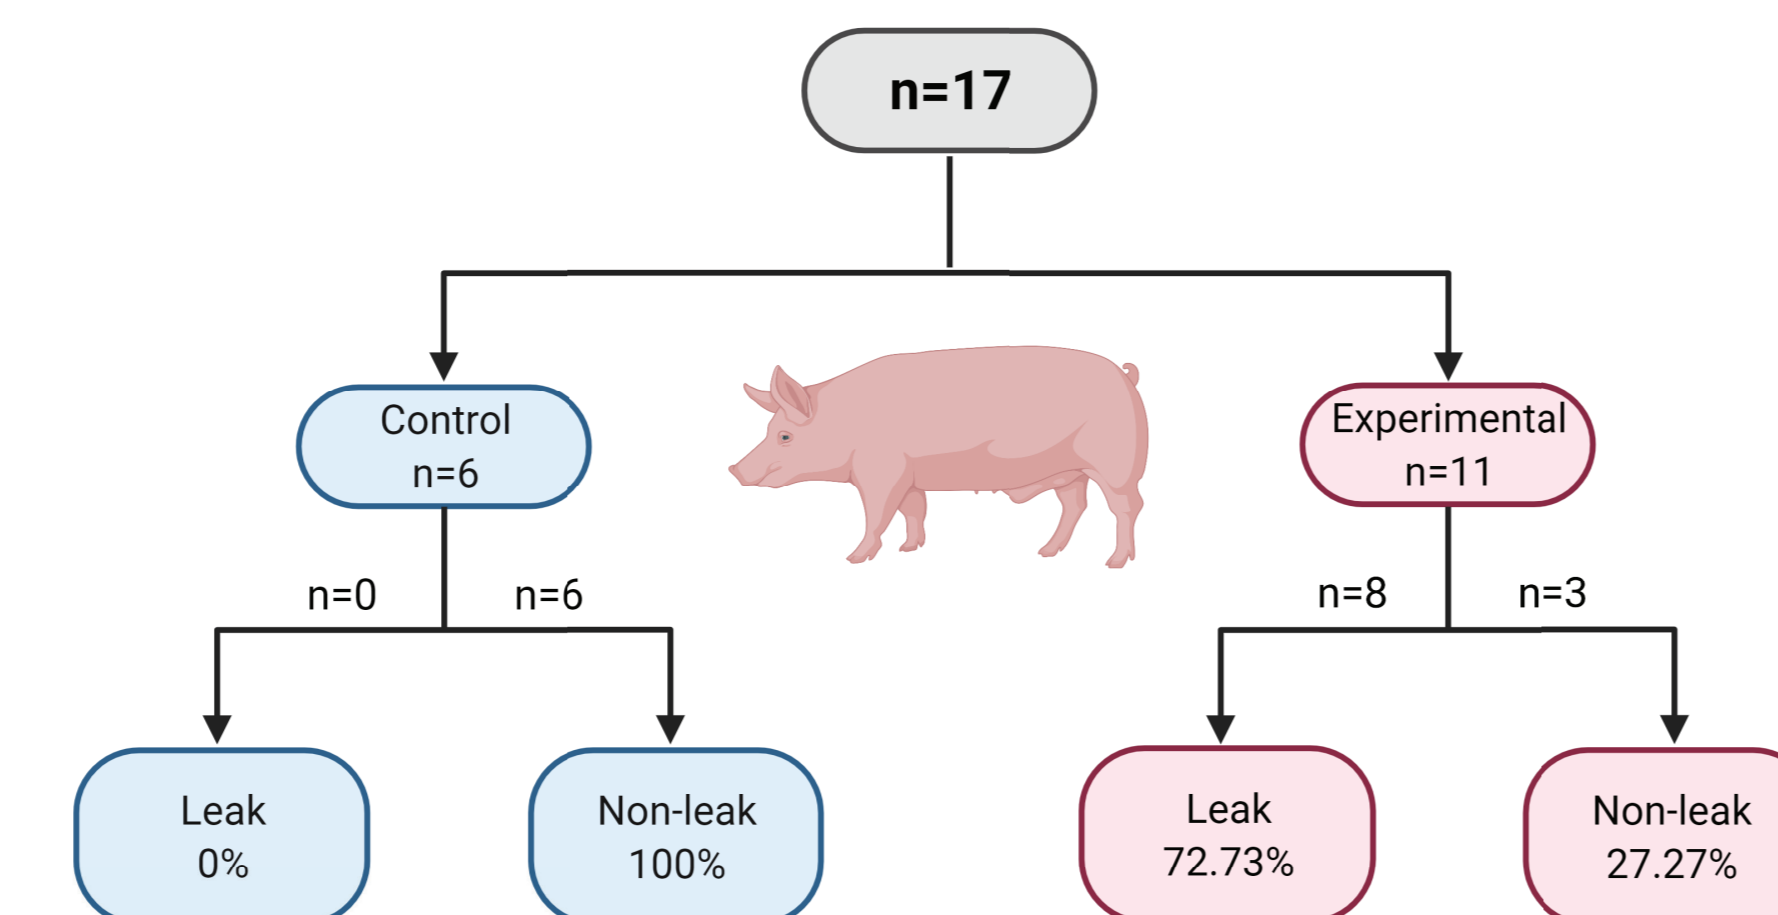 n=17
Control
n=6
Experimental
n=11
n=0
n=6
n=8
n=3
Leak
0%
Non-leak
100%
Leak
72.73%
Non-leak
27.27%